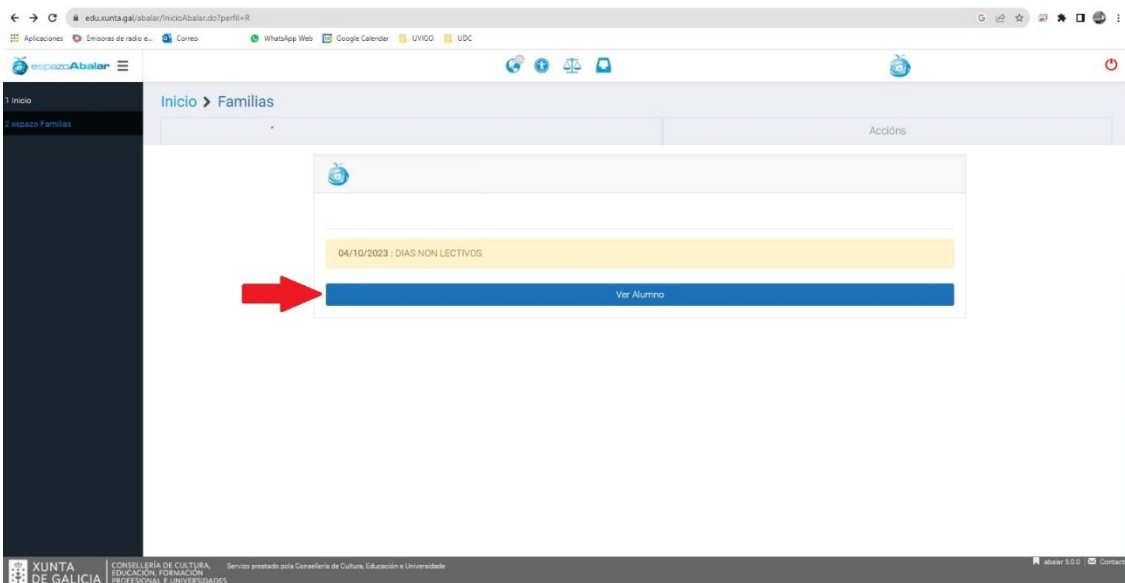 edu.xunta.gal/abalar/InicioAbalar.do?perfil=R
Aplicaciones Emisoras de radio e... Correo WhatsApp Web Google Calendar UVIGO UDC
espazoAbalar
1 Inicio
2 espazo Familias
Inicio > Familias
Accións
04/10/2023 : DIAS NON LECTIVOS
Ver Alumno
XUNTA
DE GALICIA
CONSELLERÍA DE CULTURA,
EDUCACIÓN, FORMACIÓN
PROFESIONAL E UNIVERSIDADES
Servizo prestado pola Consellería de Cultura, Educación e Universidade
abalar 5.0.0 Contact